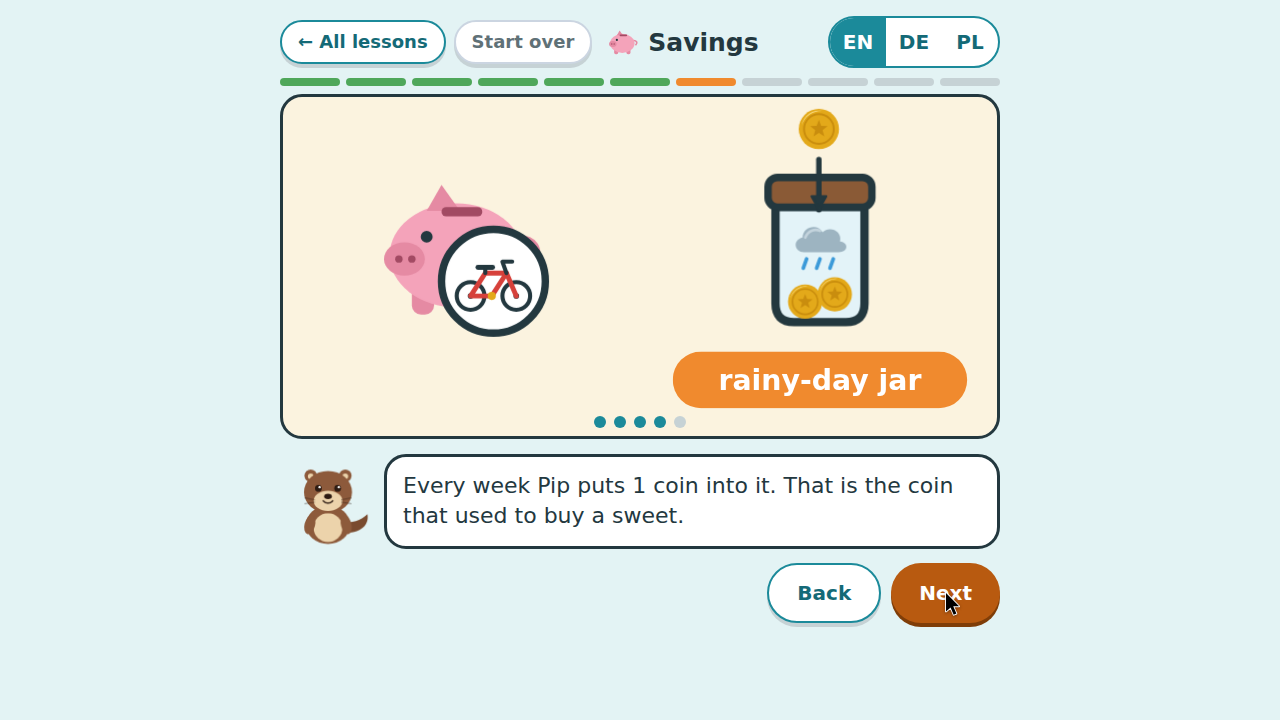 ← All lessons
Start over
Savings
EN DE PL
rainy-day jar
Every week Pip puts 1 coin into it. That is the coin
that used to buy a sweet.
Back
Next